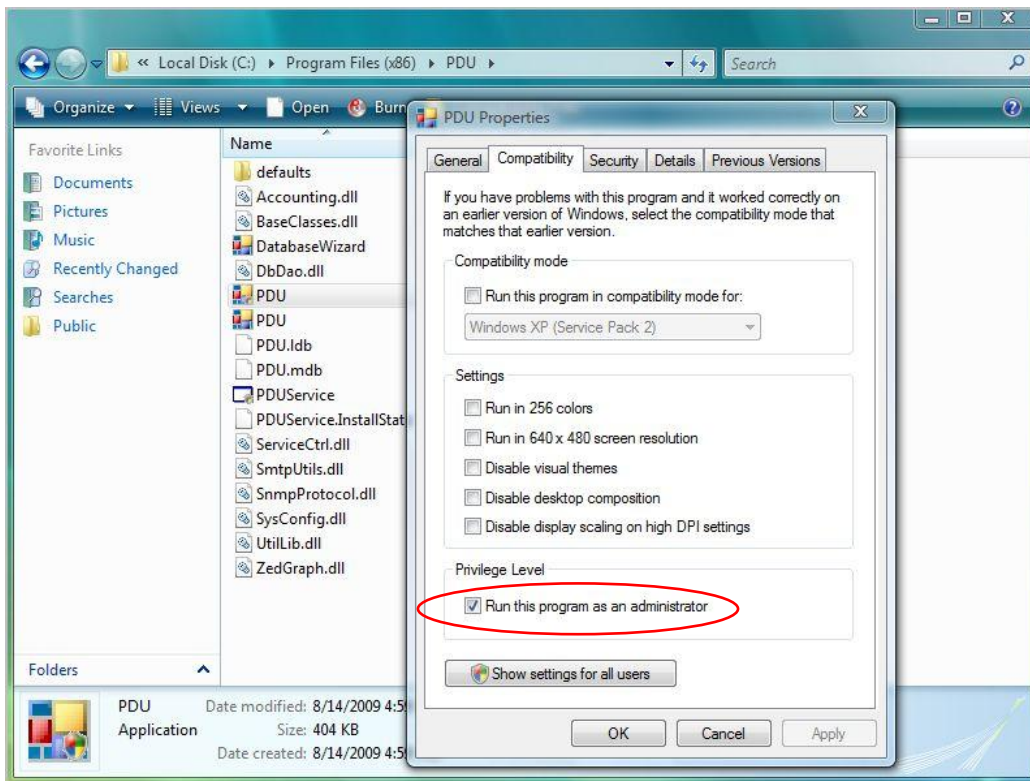 « Local Disk (C:) ▸ Program Files (x86) ▸ PDU ▸
Search
Organize Views Open Burn
Favorite Links
Documents
Pictures
Music
Recently Changed
Searches
Public
Folders
Name
defaults
Accounting.dll
BaseClasses.dll
DatabaseWizard
DbDao.dll
PDU
PDU
PDU.ldb
PDU.mdb
PDUService
PDUService.InstallStat
ServiceCtrl.dll
SmtpUtils.dll
SnmpProtocol.dll
SysConfig.dll
UtilLib.dll
ZedGraph.dll
PDU Properties
General Compatibility Security Details Previous Versions
If you have problems with this program and it worked correctly on
an earlier version of Windows, select the compatibility mode that
matches that earlier version.
Compatibility mode
Run this program in compatibility mode for:
Windows XP (Service Pack 2)
Settings
Run in 256 colors
Run in 640 x 480 screen resolution
Disable visual themes
Disable desktop composition
Disable display scaling on high DPI settings
Privilege Level
Run this program as an administrator
Show settings for all users
OK Cancel Apply
PDU Date modified: 8/14/2009 4:5
Application Size: 404 KB
Date created: 8/14/2009 4:5